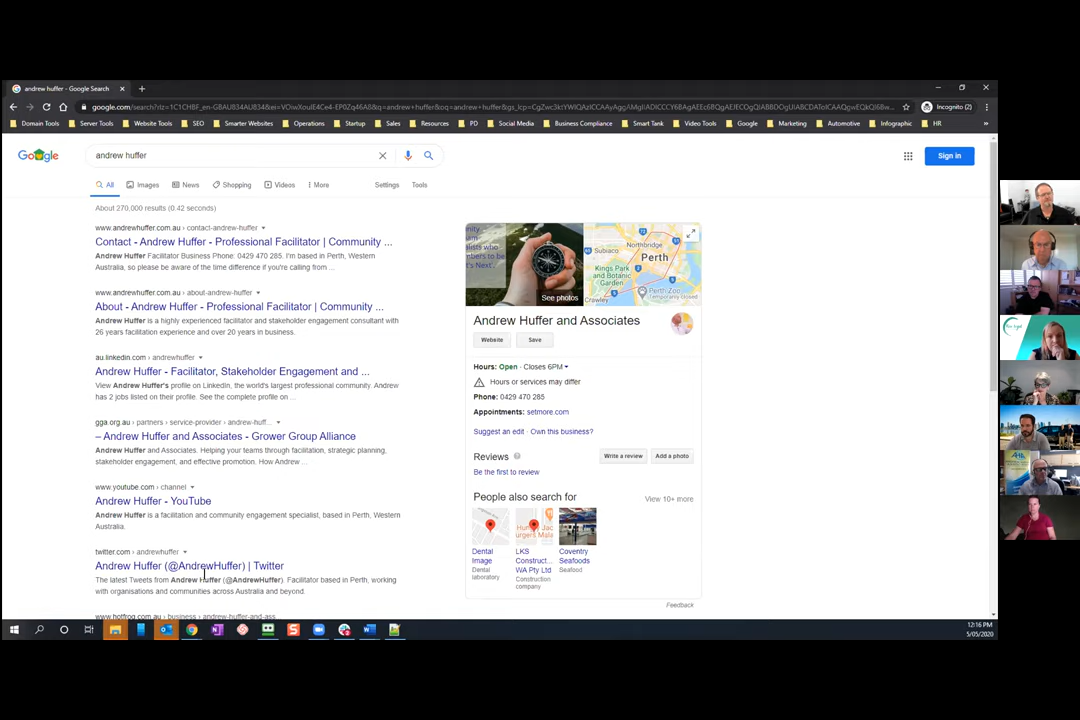 andrew huffer - Google Search
Incognito (2)
Domain Tools
Server Tools
Website Tools
SEO
Smarter Websites
Operations
Startup
Sales
Resources
PD
Social Media
Business Compliance
Smart Tank
Video Tools
Google
Marketing
Automotive
Infographic
HR
»
Google
andrew huffer
Sign in
All
Images
News
Shopping
Videos
More
Settings
Tools
About 270,000 results (0.42 seconds)
www.andrewhuffer.com.au › contact-andrew-huffer
Contact - Andrew Huffer - Professional Facilitator | Community ...
Andrew Huffer Facilitator Business Phone: 0429 470 285. I'm based in Perth, Western
Australia, so please be aware of the time difference if you're calling from ...
www.andrewhuffer.com.au › about-andrew-huffer
About - Andrew Huffer - Professional Facilitator | Community ...
Andrew Huffer is a highly experienced facilitator and stakeholder engagement consultant with
26 years facilitation experience and over 20 years in business.
au.linkedin.com › andrewhuffer
Andrew Huffer - Facilitator, Stakeholder Engagement and ...
View Andrew Huffer's profile on LinkedIn, the world's largest professional community. Andrew
has 2 jobs listed on their profile. See the complete profile on ...
gga.org.au › partners › service-provider › andrew-huff...
– Andrew Huffer and Associates - Grower Group Alliance
Andrew Huffer and Associates. Helping your teams through facilitation, strategic planning,
stakeholder engagement, and effective promotion. How Andrew ...
www.youtube.com › channel
Andrew Huffer - YouTube
Andrew Huffer is a facilitation and community engagement specialist, based in Perth, Western
Australia.
twitter.com › andrewhuffer
Andrew Huffer (@AndrewHuffer) | Twitter
The latest Tweets from Andrew Huffer (@AndrewHuffer). Facilitator based in Perth, working
with organisations and communities across Australia and beyond.
www.hotfrog.com.au › business › andrew-huffer-and-ass...
See photos
Subiaco
Northbridge
Perth
Kings Park
and Botanic
Garden
Crawley
Perth Zoo
Temporarily closed
Andrew Huffer and Associates
Website
Save
Hours: Open · Closes 6PM
Hours or services may differ
Phone: 0429 470 285
Appointments: setmore.com
Suggest an edit · Own this business?
Reviews
Write a review
Add a photo
Be the first to review
People also search for
View 10+ more
Dental
Image
Dental
laboratory
LKS
Construct...
WA Pty Ltd
Construction
company
Coventry
Seafoods
Seafood
Feedback
12:16 PM
5/05/2020